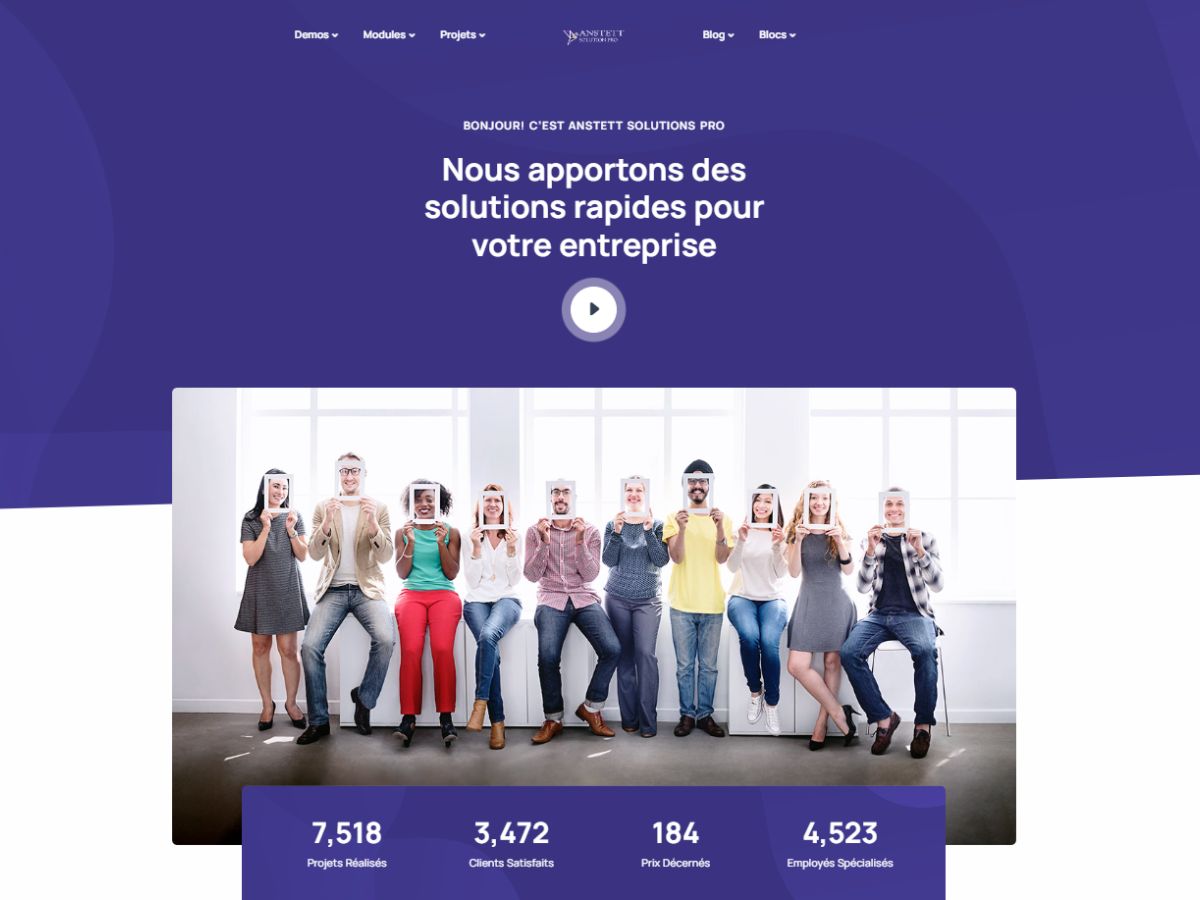 Demos
Modules
Projets
ANSTETT
SOLUTION PRO
Blog
Blocs
BONJOUR! C'EST ANSTETT SOLUTIONS PRO
Nous apportons des
solutions rapides pour
votre entreprise
7,518
Projets Réalisés
3,472
Clients Satisfaits
184
Prix Décernés
4,523
Employés Spécialisés